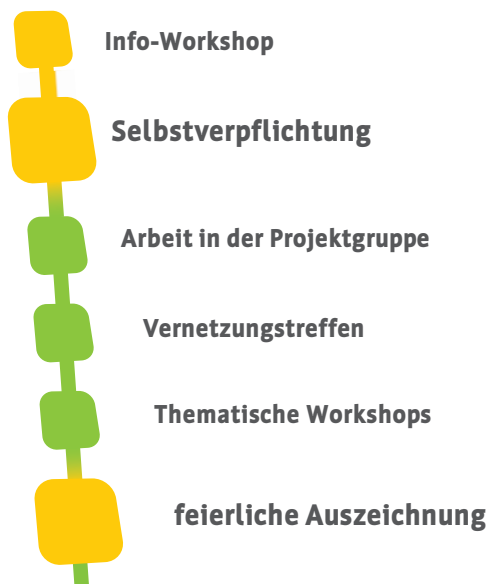 Info-Workshop
Selbstverpflichtung
Arbeit in der Projektgruppe
Vernetzungstreffen
Thematische Workshops
feierliche Auszeichnung